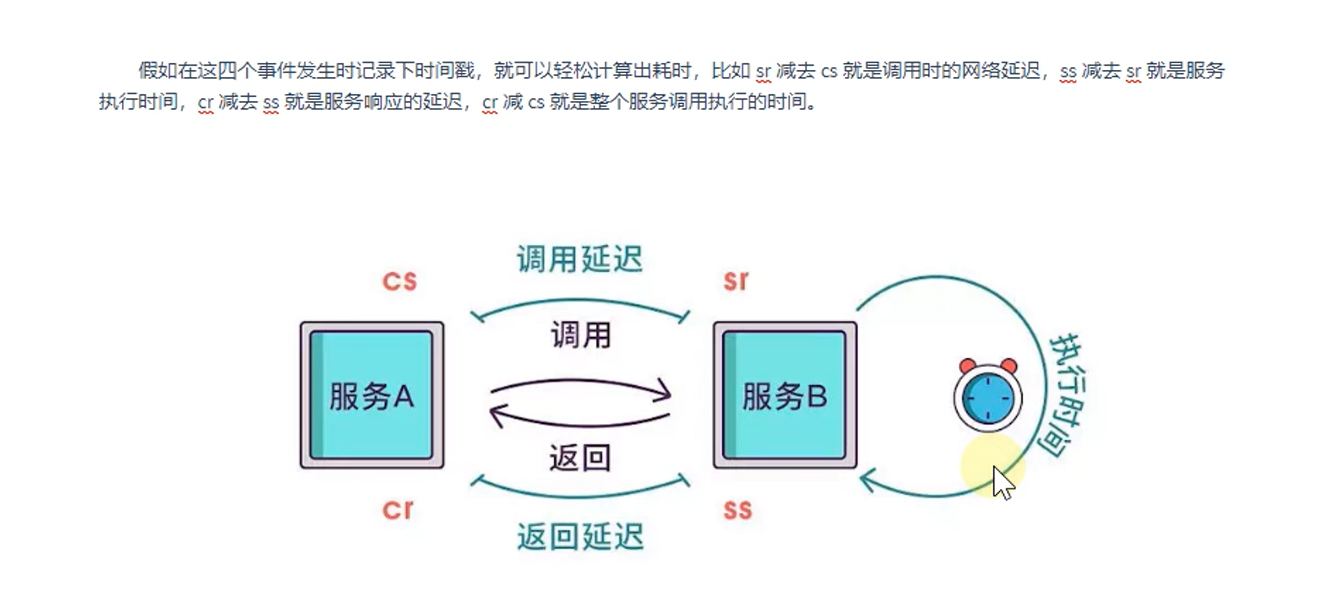 假如在这四个事件发生时记录下时间戳，就可以轻松计算出耗时，比如 sr 减去 cs 就是调用时的网络延迟，ss 减去 sr 就是服务
执行时间，cr 减去 ss 就是服务响应的延迟，cr 减 cs 就是整个服务调用执行的时间。
调用延迟
cs
sr
调用
服务A
服务B
执行时间
返回
cr
ss
返回延迟